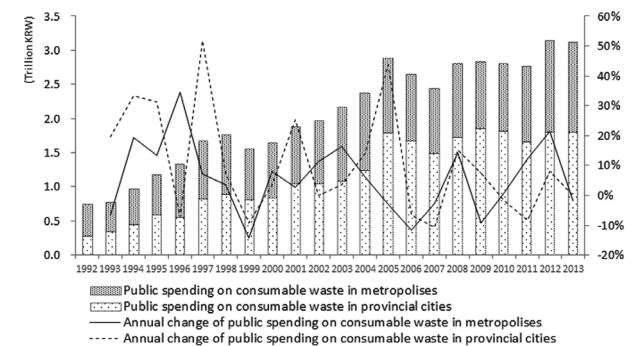 (Trillion KRW)
3.5
3.0
2.5
2.0
1.5
1.0
0.5
0.0
60%
50%
40%
30%
20%
10%
0%
-10%
-20%
1992 1993 1994 1995 1996 1997 1998 1999 2000 2001 2002 2003 2004 2005 2006 2007 2008 2009 2010 2011 2012 2013
Public spending on consumable waste in metropolises
Public spending on consumable waste in provincial cities
Annual change of public spending on consumable waste in metropolises
Annual change of public spending on consumable waste in provincial cities